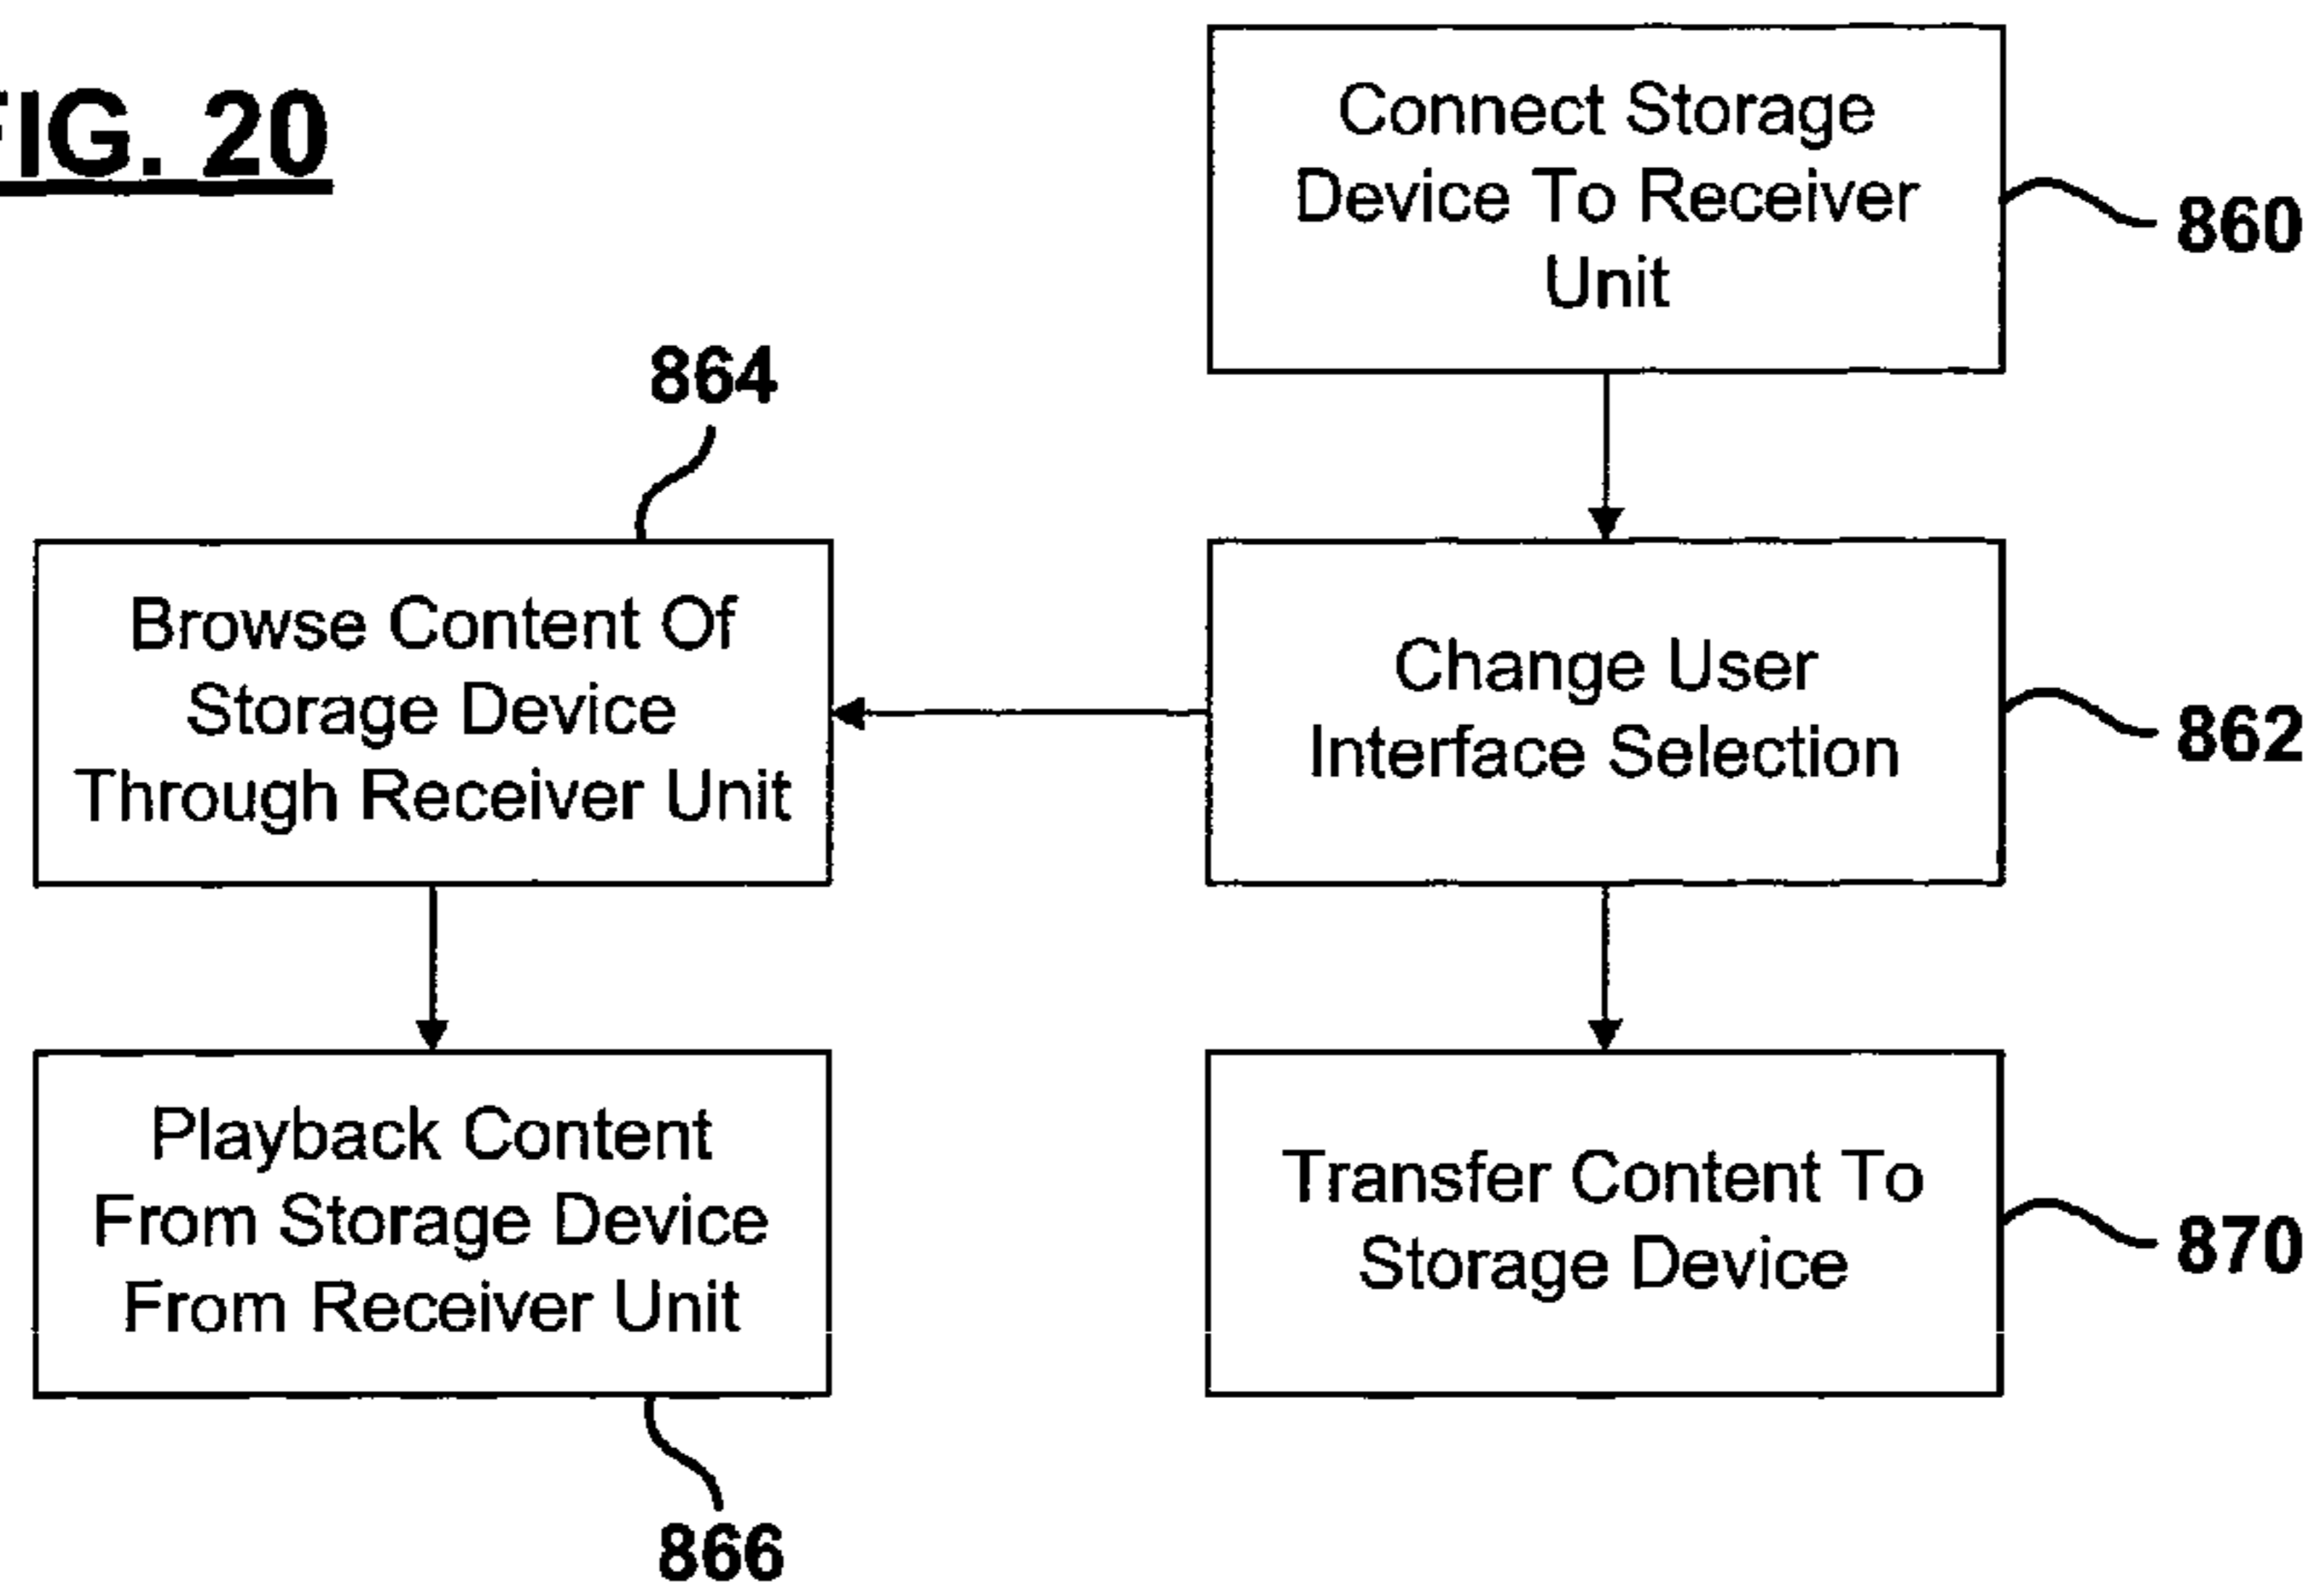 FIG. 20
Connect Storage
Device To Receiver
Unit
860
864
Browse Content Of
Storage Device
Through Receiver Unit
Change User
Interface Selection
862
Playback Content
From Storage Device
From Receiver Unit
866
Transfer Content To
Storage Device
870